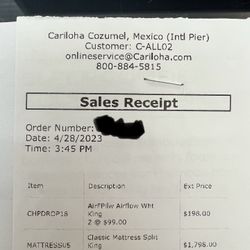 Cariloha Cozumel, Mexico (Intl Pier)
Customer: C-ALL02
onlineservice@Cariloha.com
800-884-5815
Sales Receipt
Order Number:
Date: 4/28/2023
Time: 3:45 PM
Item Description Ext Price
CHPDROP18 AirFPilw Airflow Wht King 2 @ $99.00 $198.00
MATTRESS05 Classic Mattress Split King $1,798.00